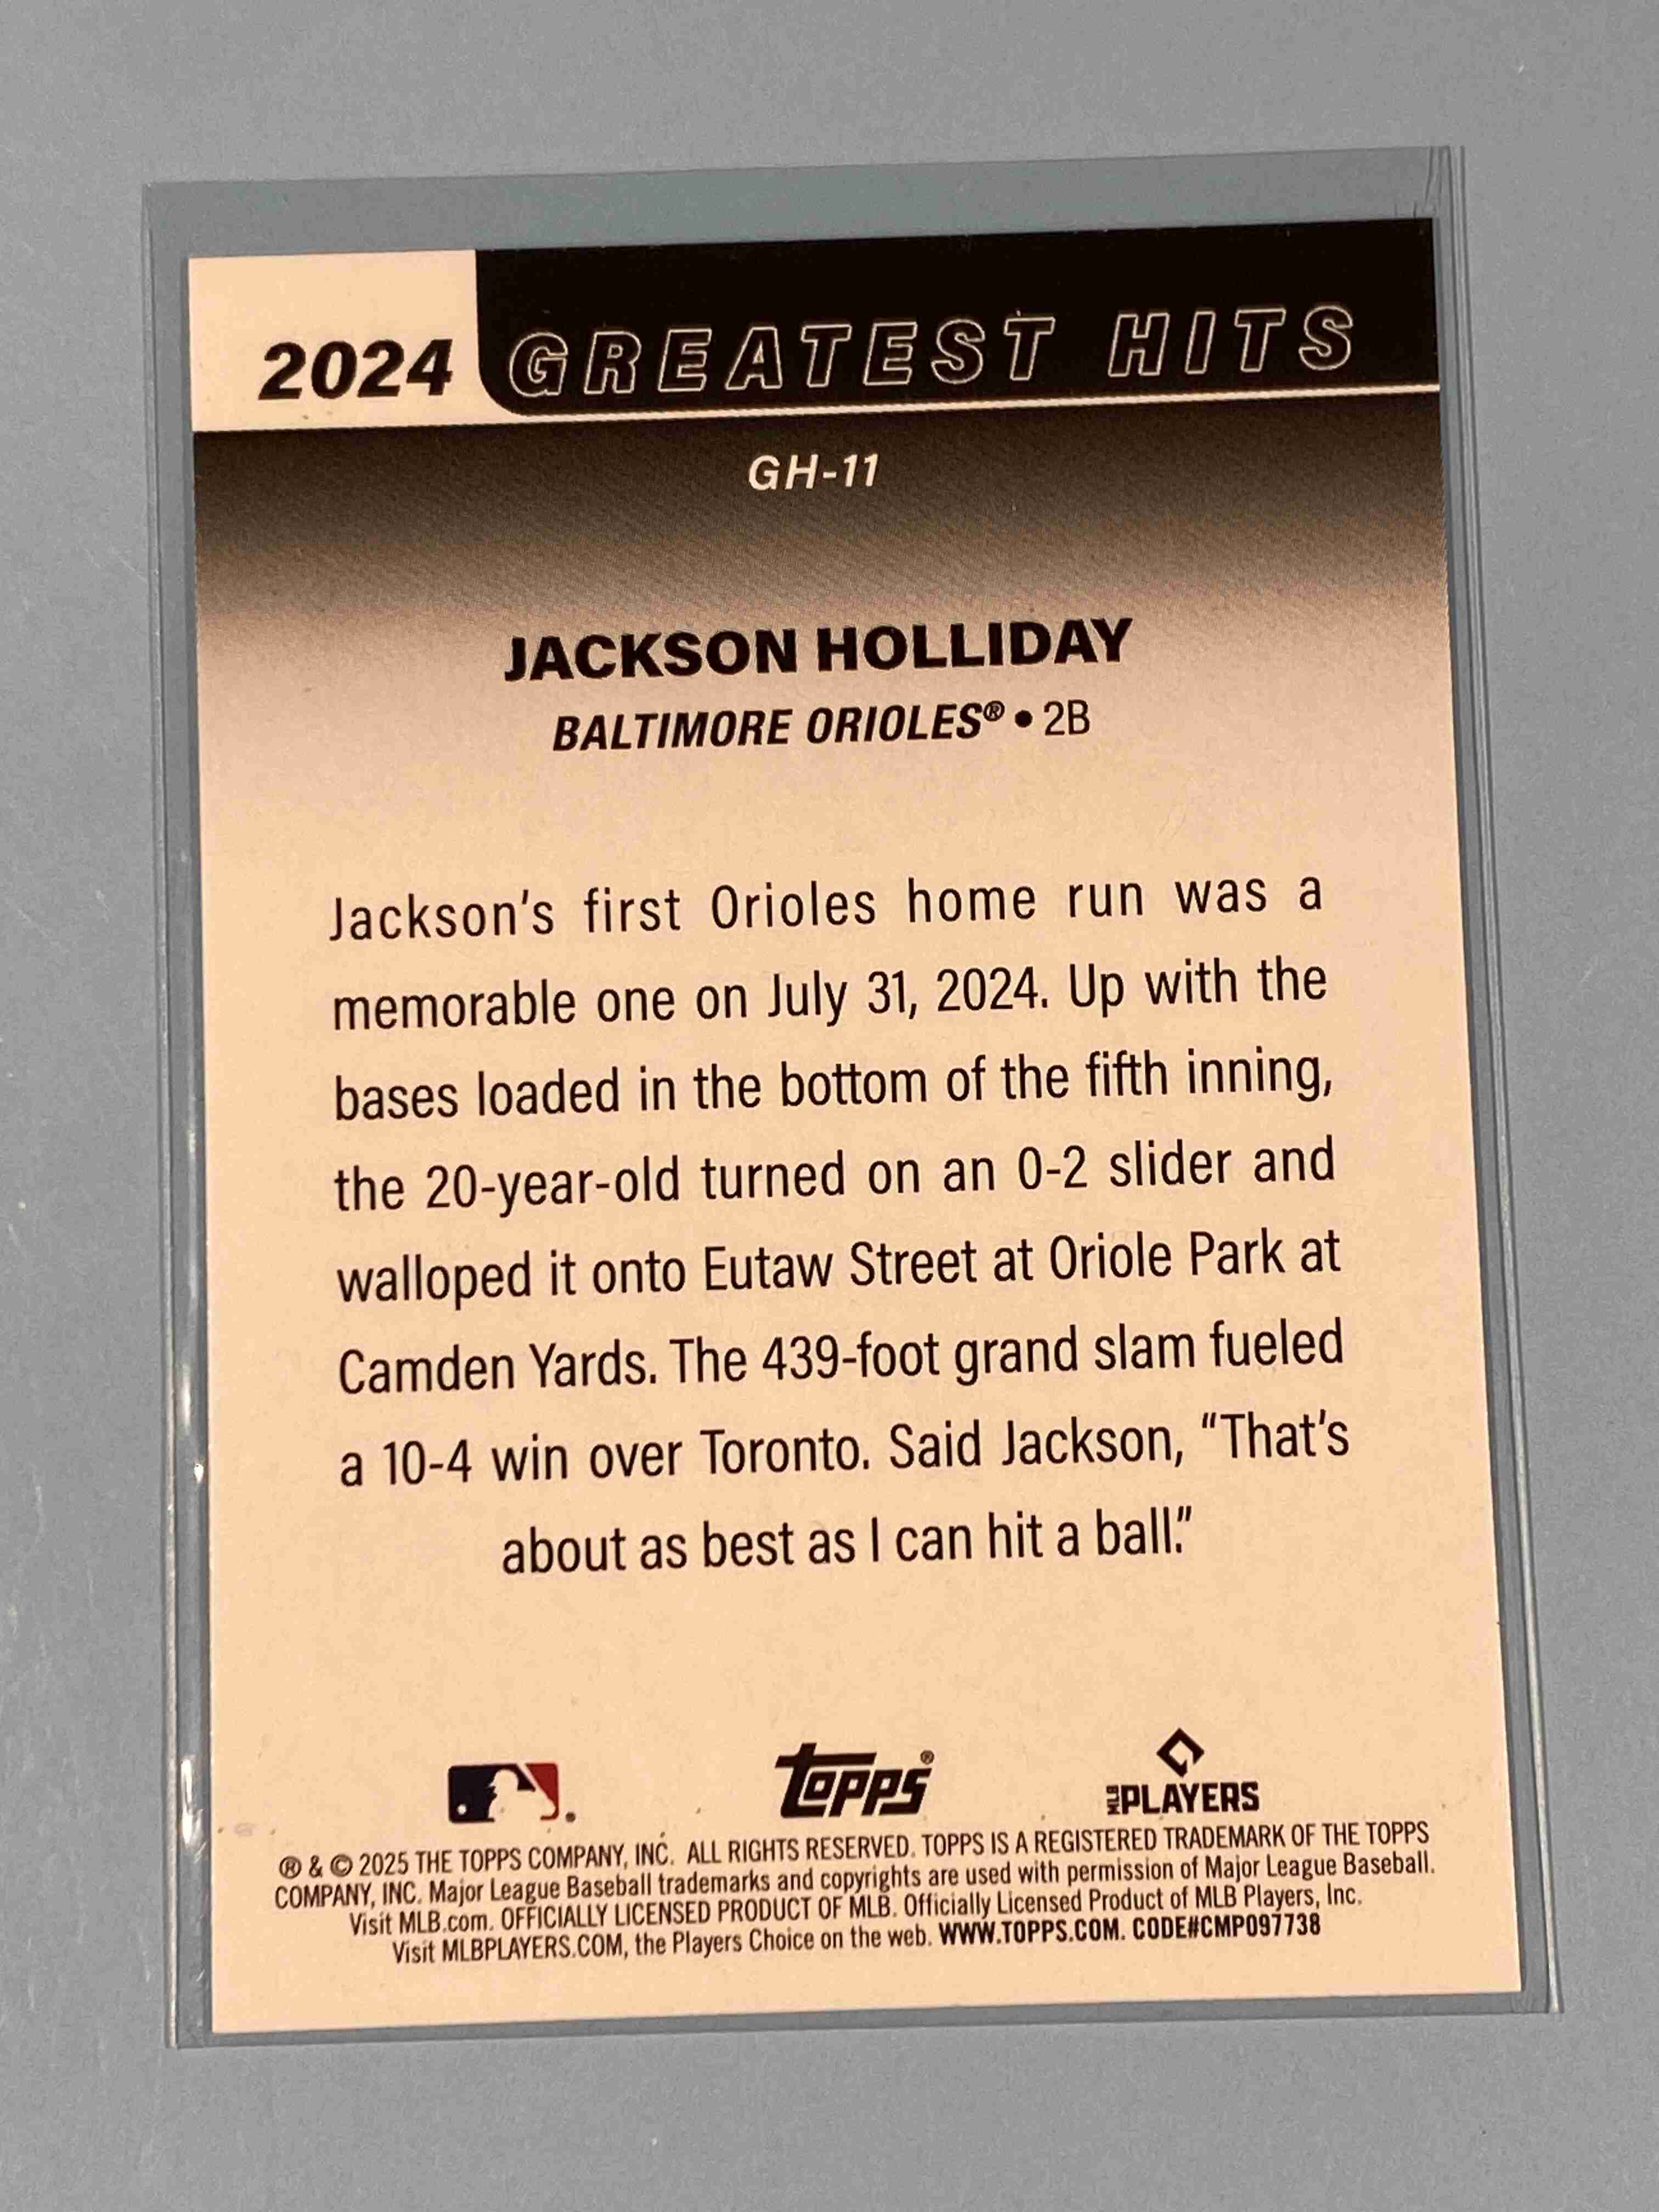 2024 GREATEST HITS
GH-11
JACKSON HOLLIDAY
BALTIMORE ORIOLES® • 2B
Jackson's first Orioles home run was a
memorable one on July 31, 2024. Up with the
bases loaded in the bottom of the fifth inning,
the 20-year-old turned on an 0-2 slider and
walloped it onto Eutaw Street at Oriole Park at
Camden Yards. The 439-foot grand slam fueled
a 10-4 win over Toronto. Said Jackson, “That’s
about as best as I can hit a ball.”
topps®
MLB PLAYERS
® & © 2025 THE TOPPS COMPANY, INC. ALL RIGHTS RESERVED. TOPPS IS A REGISTERED TRADEMARK OF THE TOPPS
COMPANY, INC. Major League Baseball trademarks and copyrights are used with permission of Major League Baseball.
Visit MLB.com. OFFICIALLY LICENSED PRODUCT OF MLB. Officially Licensed Product of MLB Players, Inc.
Visit MLBPLAYERS.COM, the Players Choice on the web. WWW.TOPPS.COM. CODE#CMP097738